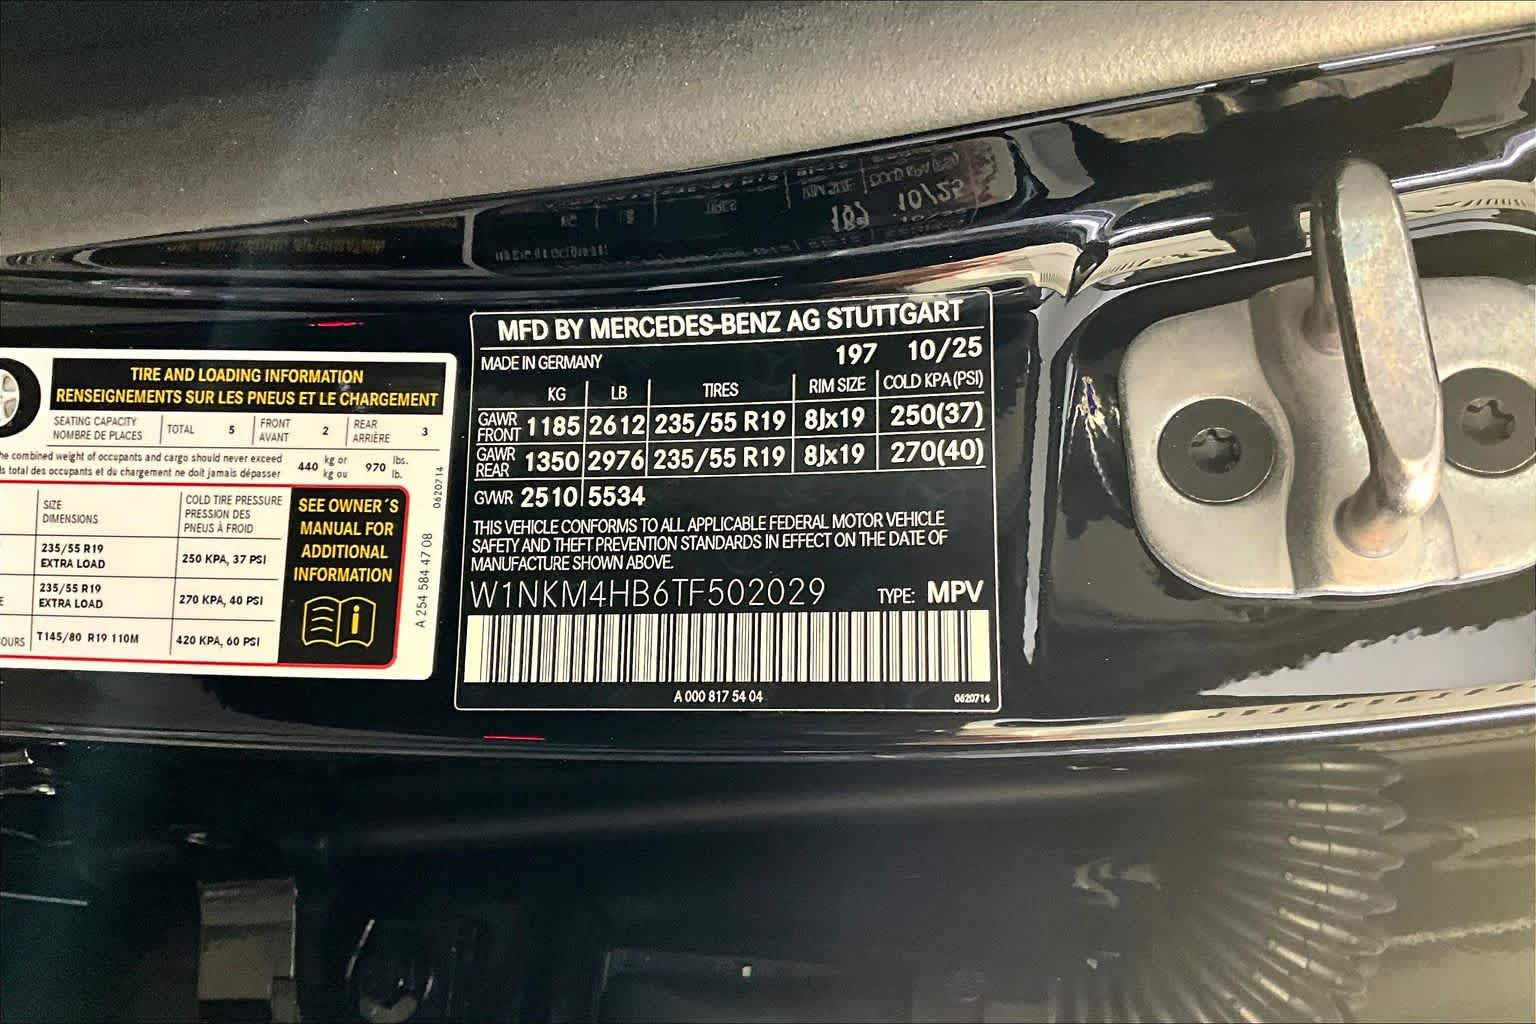 TIRE AND LOADING INFORMATION
RENSEIGNEMENTS SUR LES PNEUS ET LE CHARGEMENT
SEATING CAPACITY
NOMBRE DE PLACES
TOTAL 5
FRONT
AVANT
2
REAR
ARRIÈRE
3
combined weight of occupants and cargo should never exceed
total des occupants et du chargement ne doit jamais dépasser
440 kg or
kg ou
970 lbs.
lb.
SIZE
DIMENSIONS
COLD TIRE PRESSURE
PRESSION DES
PNEUS À FROID
235/55 R19
EXTRA LOAD
250 KPA, 37 PSI
235/55 R19
EXTRA LOAD
270 KPA, 40 PSI
T145/80 R19 110M
420 KPA, 60 PSI
SEE OWNER´S
MANUAL FOR
ADDITIONAL
INFORMATION
0620714
A 254 584 47 08
MFD BY MERCEDES-BENZ AG STUTTGART
MADE IN GERMANY 197 10/25
KG LB TIRES RIM SIZE COLD KPA(PSI)
GAWR
FRONT 1185 2612 235/55 R19 8Jx19 250(37)
GAWR
REAR 1350 2976 235/55 R19 8Jx19 270(40)
GVWR 2510 5534
THIS VEHICLE CONFORMS TO ALL APPLICABLE FEDERAL MOTOR VEHICLE
SAFETY AND THEFT PREVENTION STANDARDS IN EFFECT ON THE DATE OF
MANUFACTURE SHOWN ABOVE.
W1NKM4HB6TF502029 TYPE: MPV
A 000 817 54 04 0620714